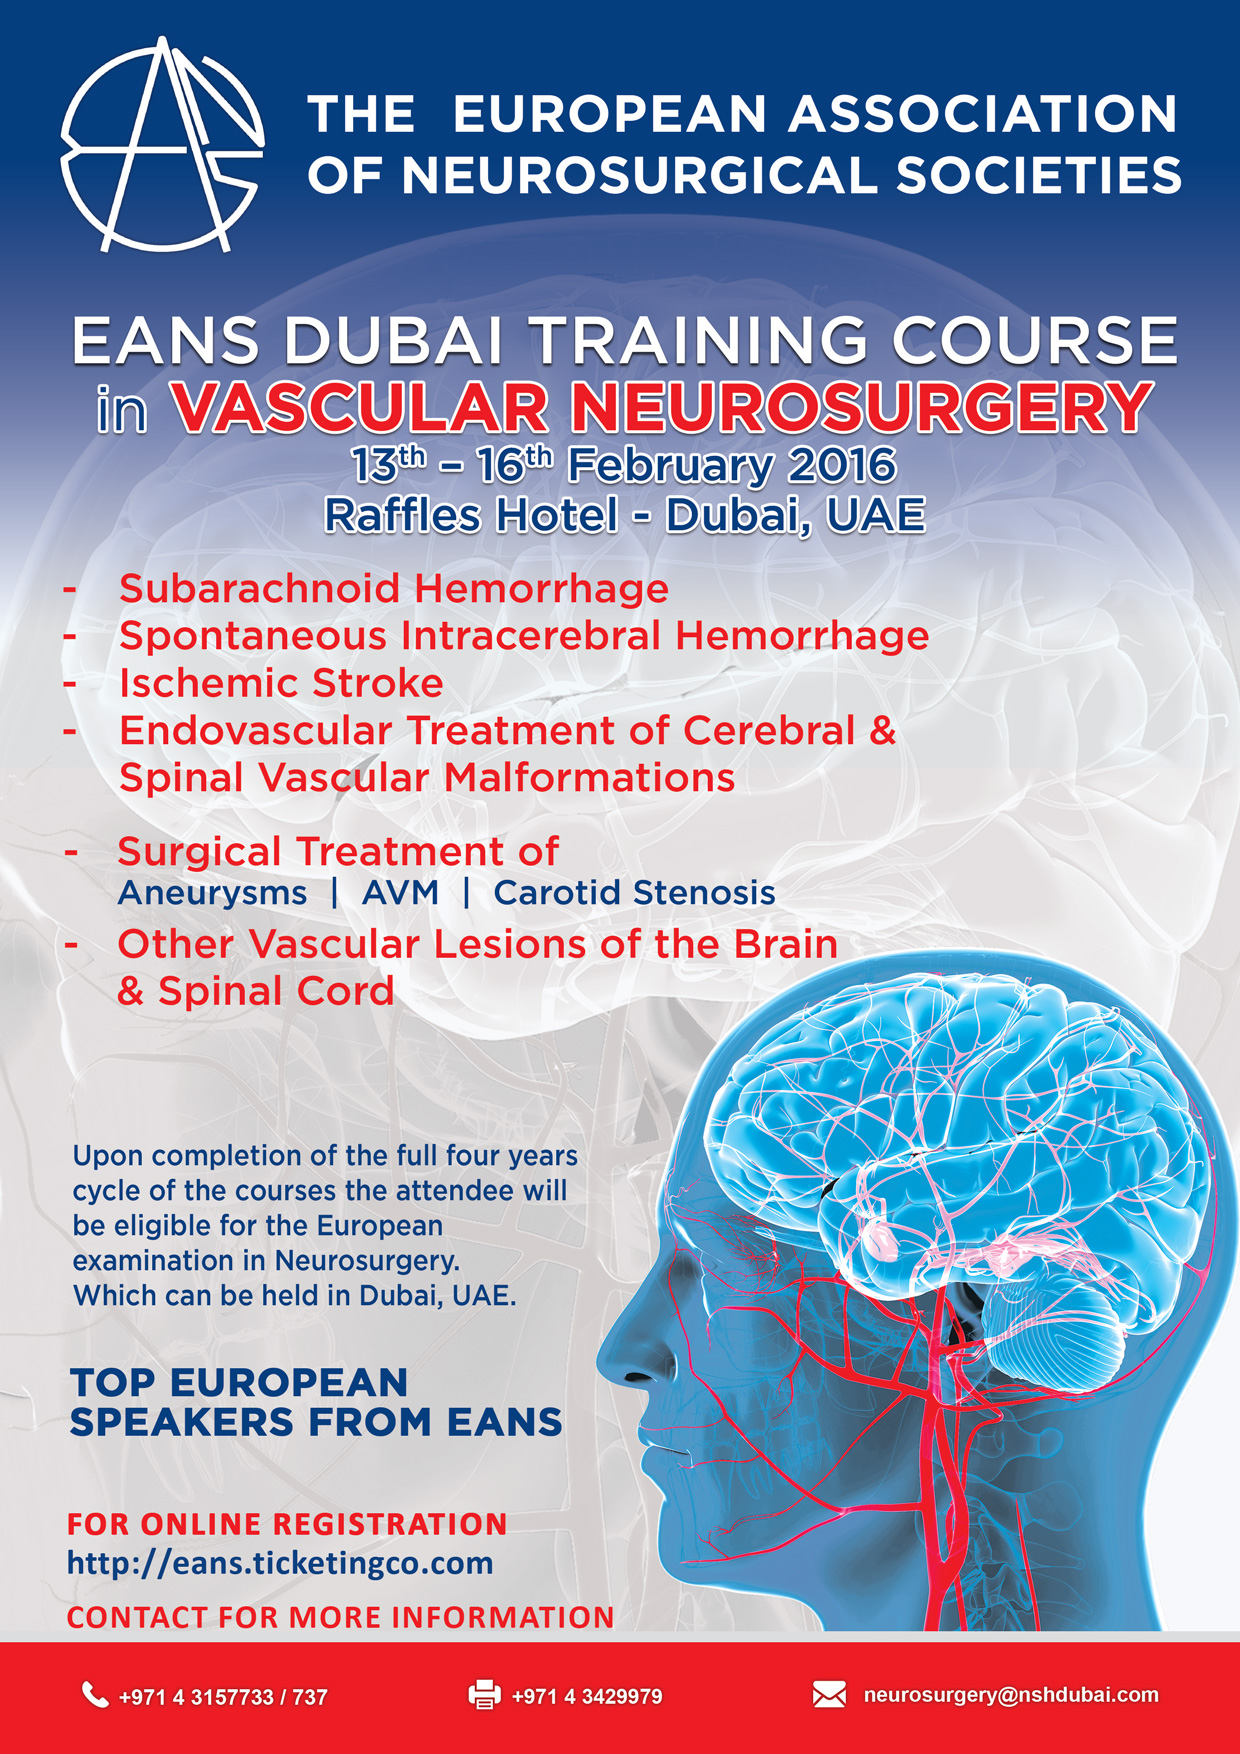 THE EUROPEAN ASSOCIATION
OF NEUROSURGICAL SOCIETIES
EANS DUBAI TRAINING COURSE
in VASCULAR NEUROSURGERY
13th – 16th February 2016
Raffles Hotel - Dubai, UAE
- Subarachnoid Hemorrhage
- Spontaneous Intracerebral Hemorrhage
- Ischemic Stroke
- Endovascular Treatment of Cerebral &
Spinal Vascular Malformations
- Surgical Treatment of
Aneurysms | AVM | Carotid Stenosis
- Other Vascular Lesions of the Brain
& Spinal Cord
Upon completion of the full four years
cycle of the courses the attendee will
be eligible for the European
examination in Neurosurgery.
Which can be held in Dubai, UAE.
TOP EUROPEAN
SPEAKERS FROM EANS
FOR ONLINE REGISTRATION
http://eans.ticketingco.com
CONTACT FOR MORE INFORMATION
+971 4 3157733 / 737
+971 4 3429979
neurosurgery@nshdubai.com